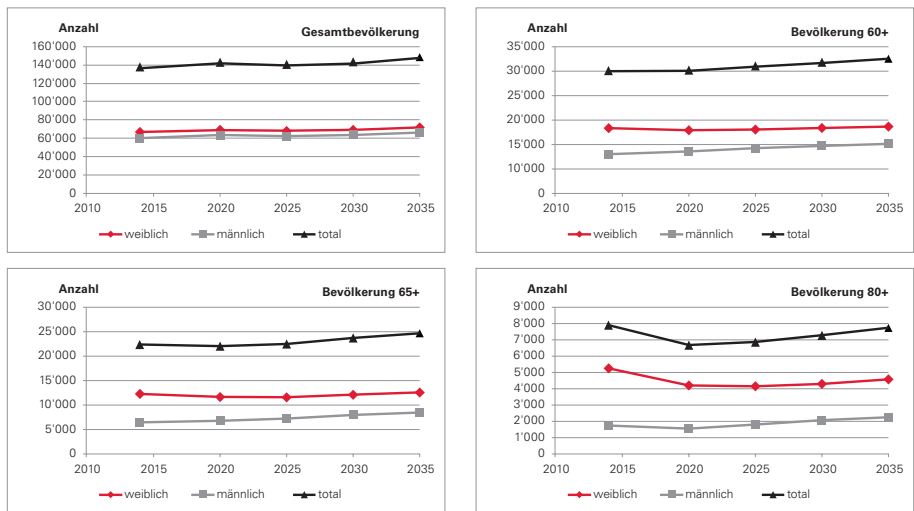 Anzahl Gesamtbevölkerung
160'000
140'000
120'000
100'000
80'000
60'000
40'000
20'000
0
2010 2015 2020 2025 2030 2035
weiblich männlich total
Anzahl Bevölkerung 60+
35'000
30'000
25'000
20'000
15'000
10'000
5'000
0
2010 2015 2020 2025 2030 2035
weiblich männlich total
Anzahl Bevölkerung 65+
30'000
25'000
20'000
15'000
10'000
5'000
0
2010 2015 2020 2025 2030 2035
weiblich männlich total
Anzahl Bevölkerung 80+
9'000
8'000
7'000
6'000
5'000
4'000
3'000
2'000
1'000
0
2010 2015 2020 2025 2030 2035
weiblich männlich total